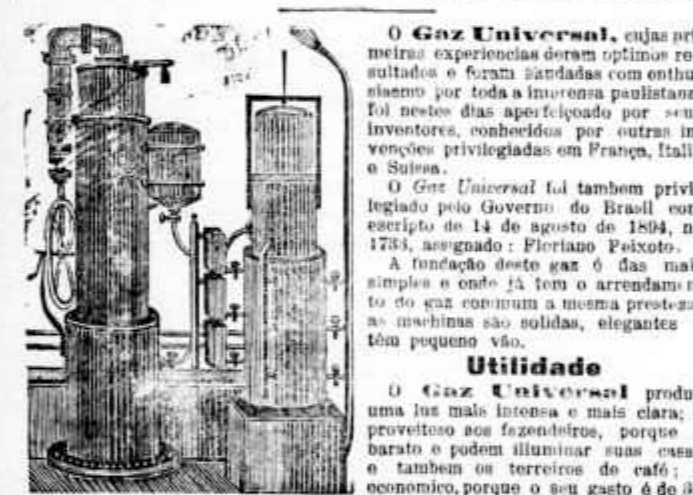 O Gaz Universal, cujas pri
meiras experiencias deram optimos re
sultados e foram saudadas com enthu
siasmo por toda a imprensa paulistana
foi nestes dias aperfeiçoado por seus
inventores, conhecidos por outras in
venções privilegiadas em França, Itali
e Suissa.
O Gaz Universal foi tambem privi
legiado pelo Governo do Brasil com
escripto de 14 de agosto de 1894, n
1733, assignado: Floriano Peixoto.
A fundação deste gaz é das mais
simples e onde já tem o arrendamen
to do gaz commum a mesma presteza
as machinas são solidas, elegantes
têm pequeno vão.
Utilidade
O Gaz Universal produ
uma luz mais intensa e mais clara;
proveitoso aos fazendeiros, porque
barato e podem illuminar suas casa
e tambem os terreiros de café;
economico, porque o seu gasto é de